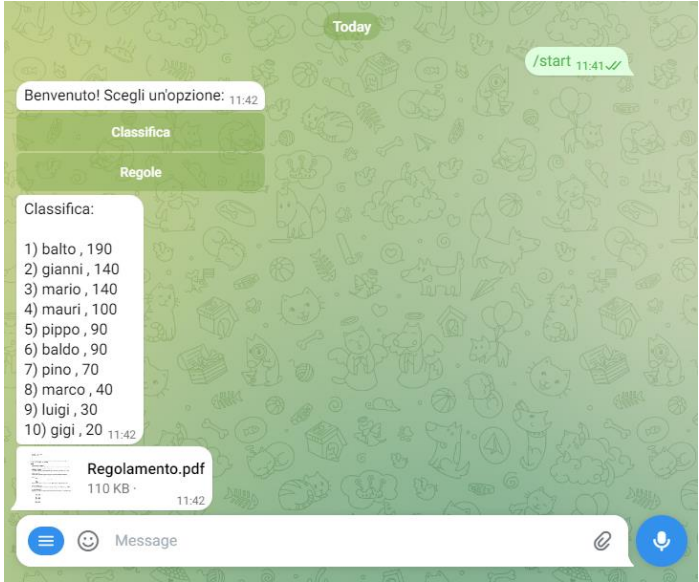 Today
/start 11:41
Benvenuto! Scegli un'opzione: 11:42
Classifica
Regole
Classifica:
1) balto , 190
2) gianni , 140
3) mario , 140
4) mauri , 100
5) pippo , 90
6) baldo , 90
7) pino , 70
8) marco , 40
9) luigi , 30
10) gigi , 20 11:42
Regolamento.pdf
110 KB ·
11:42
Message